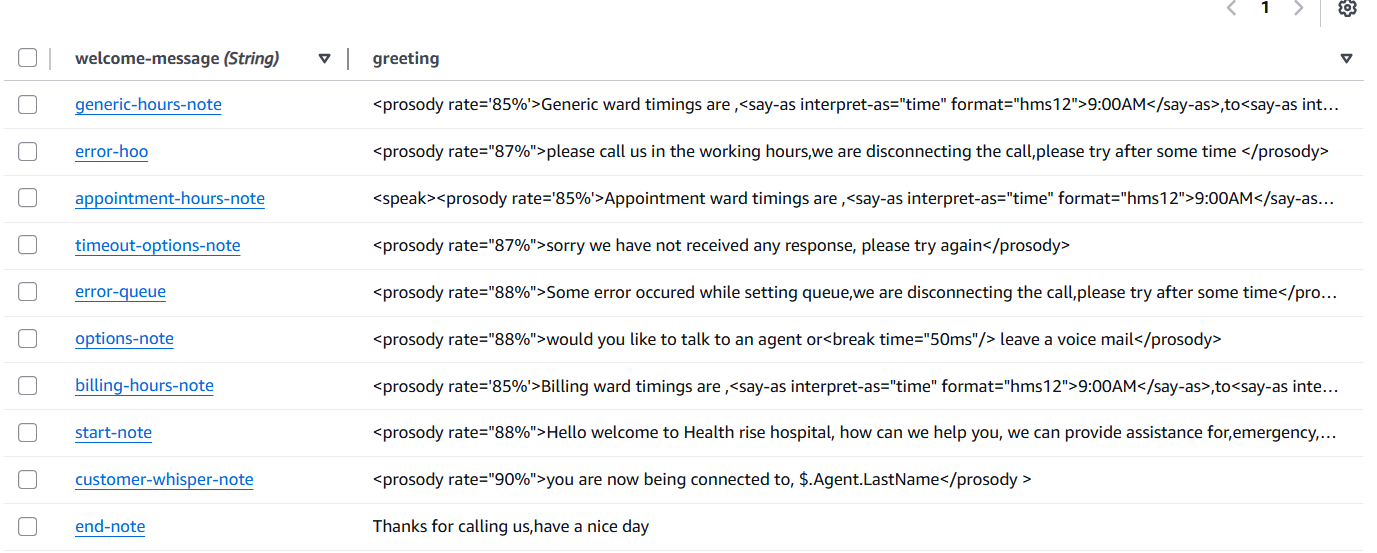 1
welcome-message (String) greeting
generic-hours-note <prosody rate='85%'>Generic ward timings are ,<say-as interpret-as="time" format="hms12">9:00AM</say-as>,to<say-as int...
error-hoo <prosody rate="87%">please call us in the working hours,we are disconnecting the call,please try after some time </prosody>
appointment-hours-note <speak><prosody rate='85%'>Appointment ward timings are ,<say-as interpret-as="time" format="hms12">9:00AM</say-as...
timeout-options-note <prosody rate="87%">sorry we have not received any response, please try again</prosody>
error-queue <prosody rate="88%">Some error occured while setting queue,we are disconnecting the call,please try after some time</pro...
options-note <prosody rate="88%">would you like to talk to an agent or<break time="50ms"/> leave a voice mail</prosody>
billing-hours-note <prosody rate='85%'>Billing ward timings are ,<say-as interpret-as="time" format="hms12">9:00AM</say-as>,to<say-as inte...
start-note <prosody rate="88%">Hello welcome to Health rise hospital, how can we help you, we can provide assistance for,emergency,...
customer-whisper-note <prosody rate="90%">you are now being connected to, $.Agent.LastName</prosody >
end-note Thanks for calling us,have a nice day